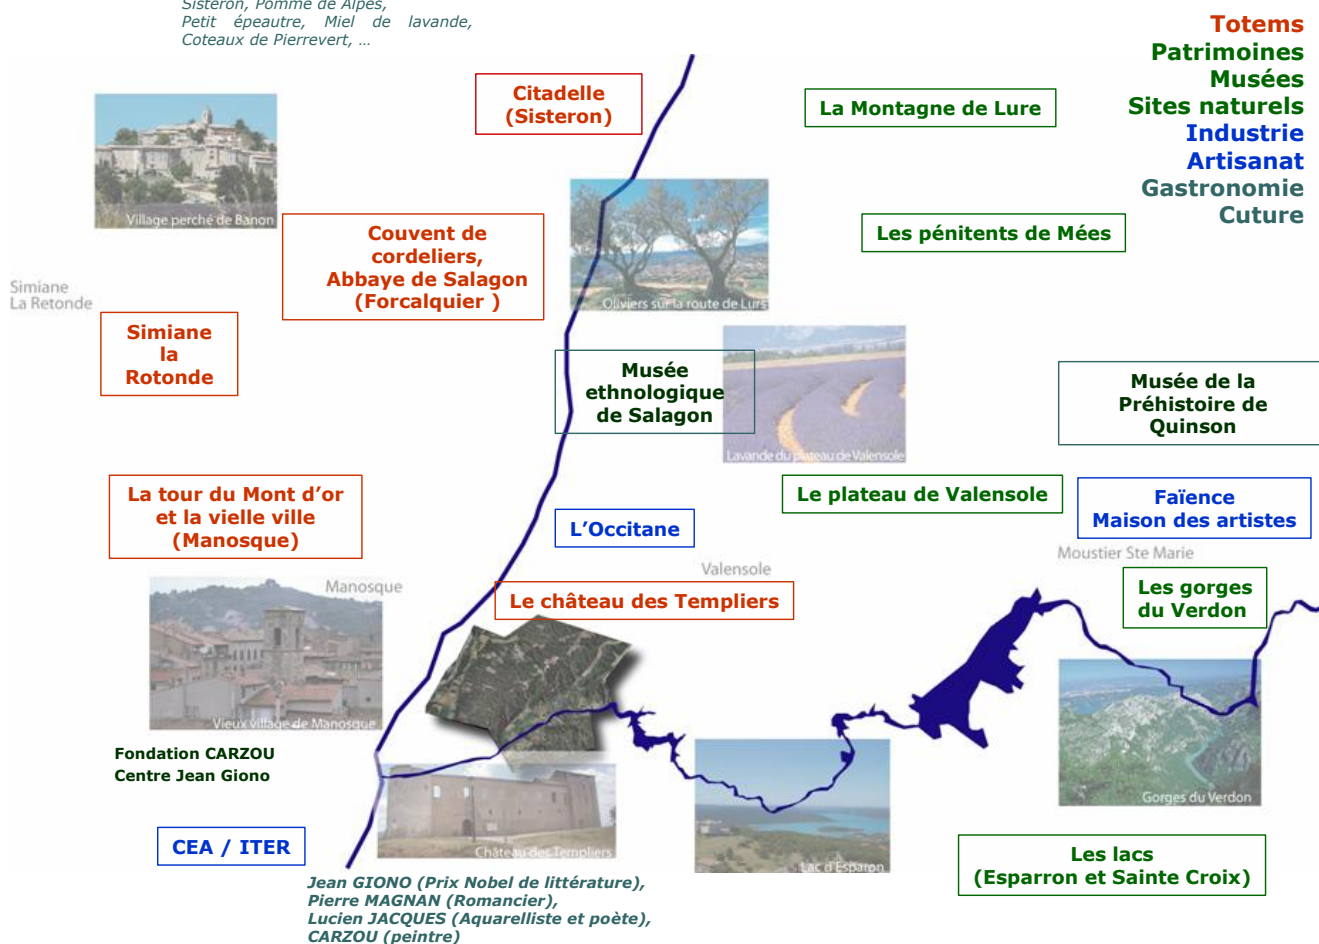 Sisteron, Pomme de Alpes,
Petit épeautre, Miel de lavande,
Coteaux de Pierrevert, …
Totems
Patrimoines
Musées
Sites naturels
Industrie
Artisanat
Gastronomie
Cuture
Citadelle
(Sisteron)
La Montagne de Lure
Village perché de Banon
Couvent de
cordeliers,
Abbaye de Salagon
(Forcalquier )
Les pénitents de Mées
Simiane
La Retonde
Oliviers sur la route de Lurs
Simiane
la
Rotonde
Musée
ethnologique
de Salagon
Lavande du plateau de Valensole
Musée de la
Préhistoire de
Quinson
La tour du Mont d’or
et la vielle ville
(Manosque)
L’Occitane
Le plateau de Valensole
Faïence
Maison des artistes
Moustier Ste Marie
Valensole
Manosque
Le château des Templiers
Les gorges
du Verdon
Vieux village de Manosque
Fondation CARZOU
Centre Jean Giono
Gorges du Verdon
CEA / ITER
Château des Templiers
Lac d'Esparon
Les lacs
(Esparron et Sainte Croix)
Jean GIONO (Prix Nobel de littérature),
Pierre MAGNAN (Romancier),
Lucien JACQUES (Aquarelliste et poète),
CARZOU (peintre)